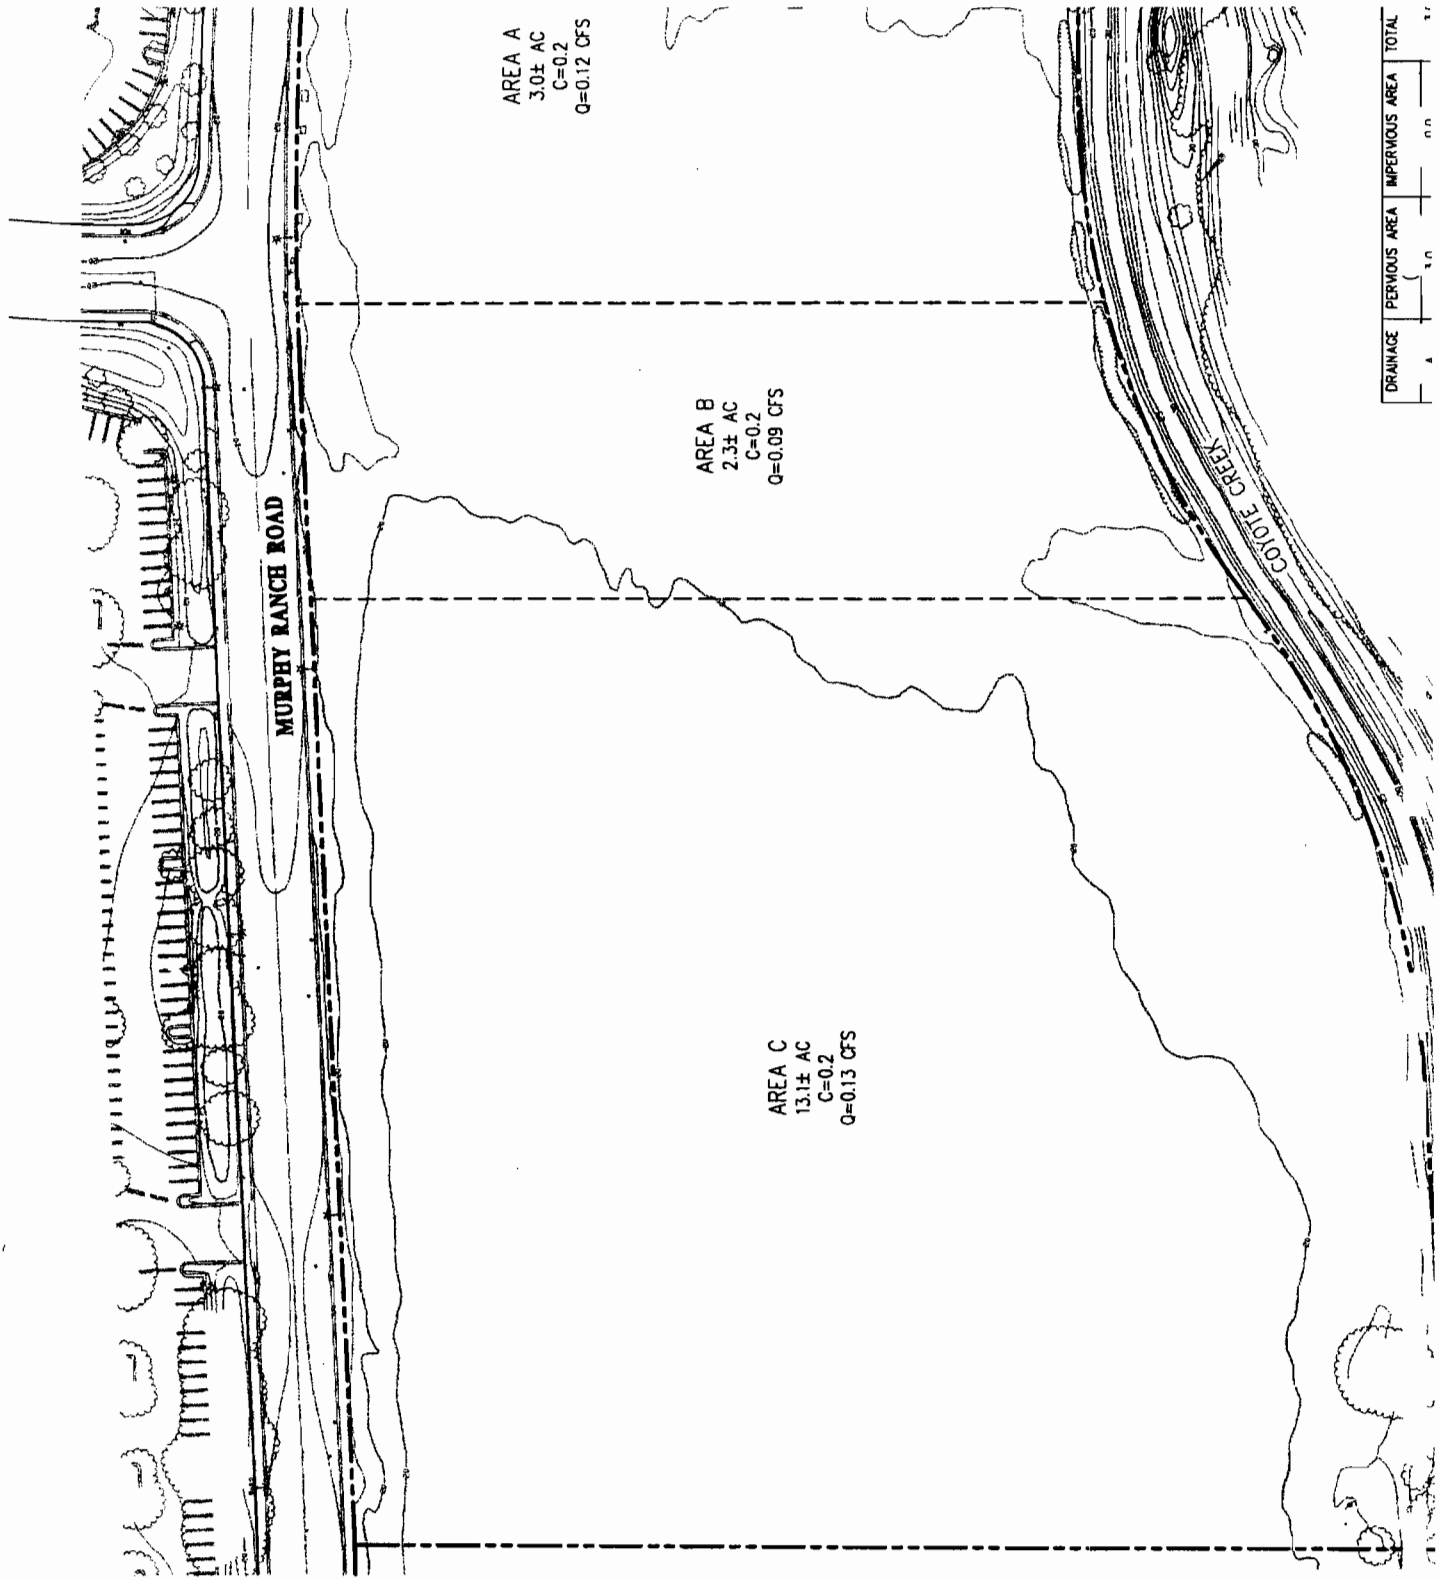 AREA A
3.0± AC
C=0.2
Q=0.12 CFS
AREA B
2.3± AC
C=0.2
Q=0.09 CFS
MURPHY RANCH ROAD
COYOTE CREEK
AREA C
13.1± AC
C=0.2
Q=0.13 CFS
DRAINAGE PERVIOUS AREA IMPERVIOUS AREA TOTAL